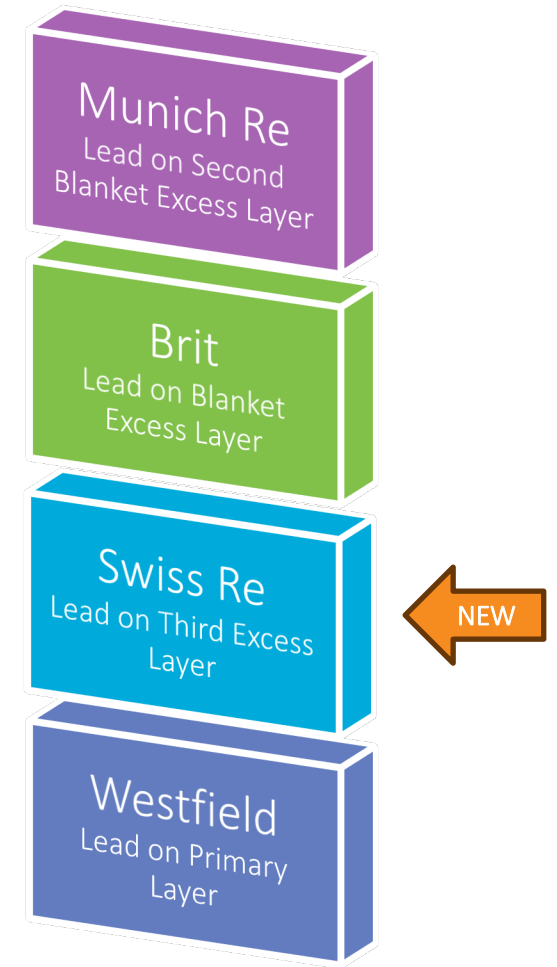 Munich Re
Lead on Second
Blanket Excess Layer
Brit
Lead on Blanket
Excess Layer
Swiss Re
Lead on Third Excess
Layer
NEW
Westfield
Lead on Primary
Layer